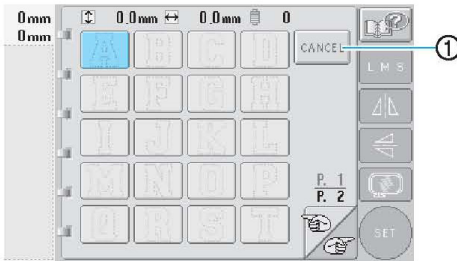 0mm 0.0mm 0.0mm 0
0mm
CANCEL 1
L M S
A B C D
E F G H
I J K L
M N O P
P. 1
P. 2
Q R S T
SET